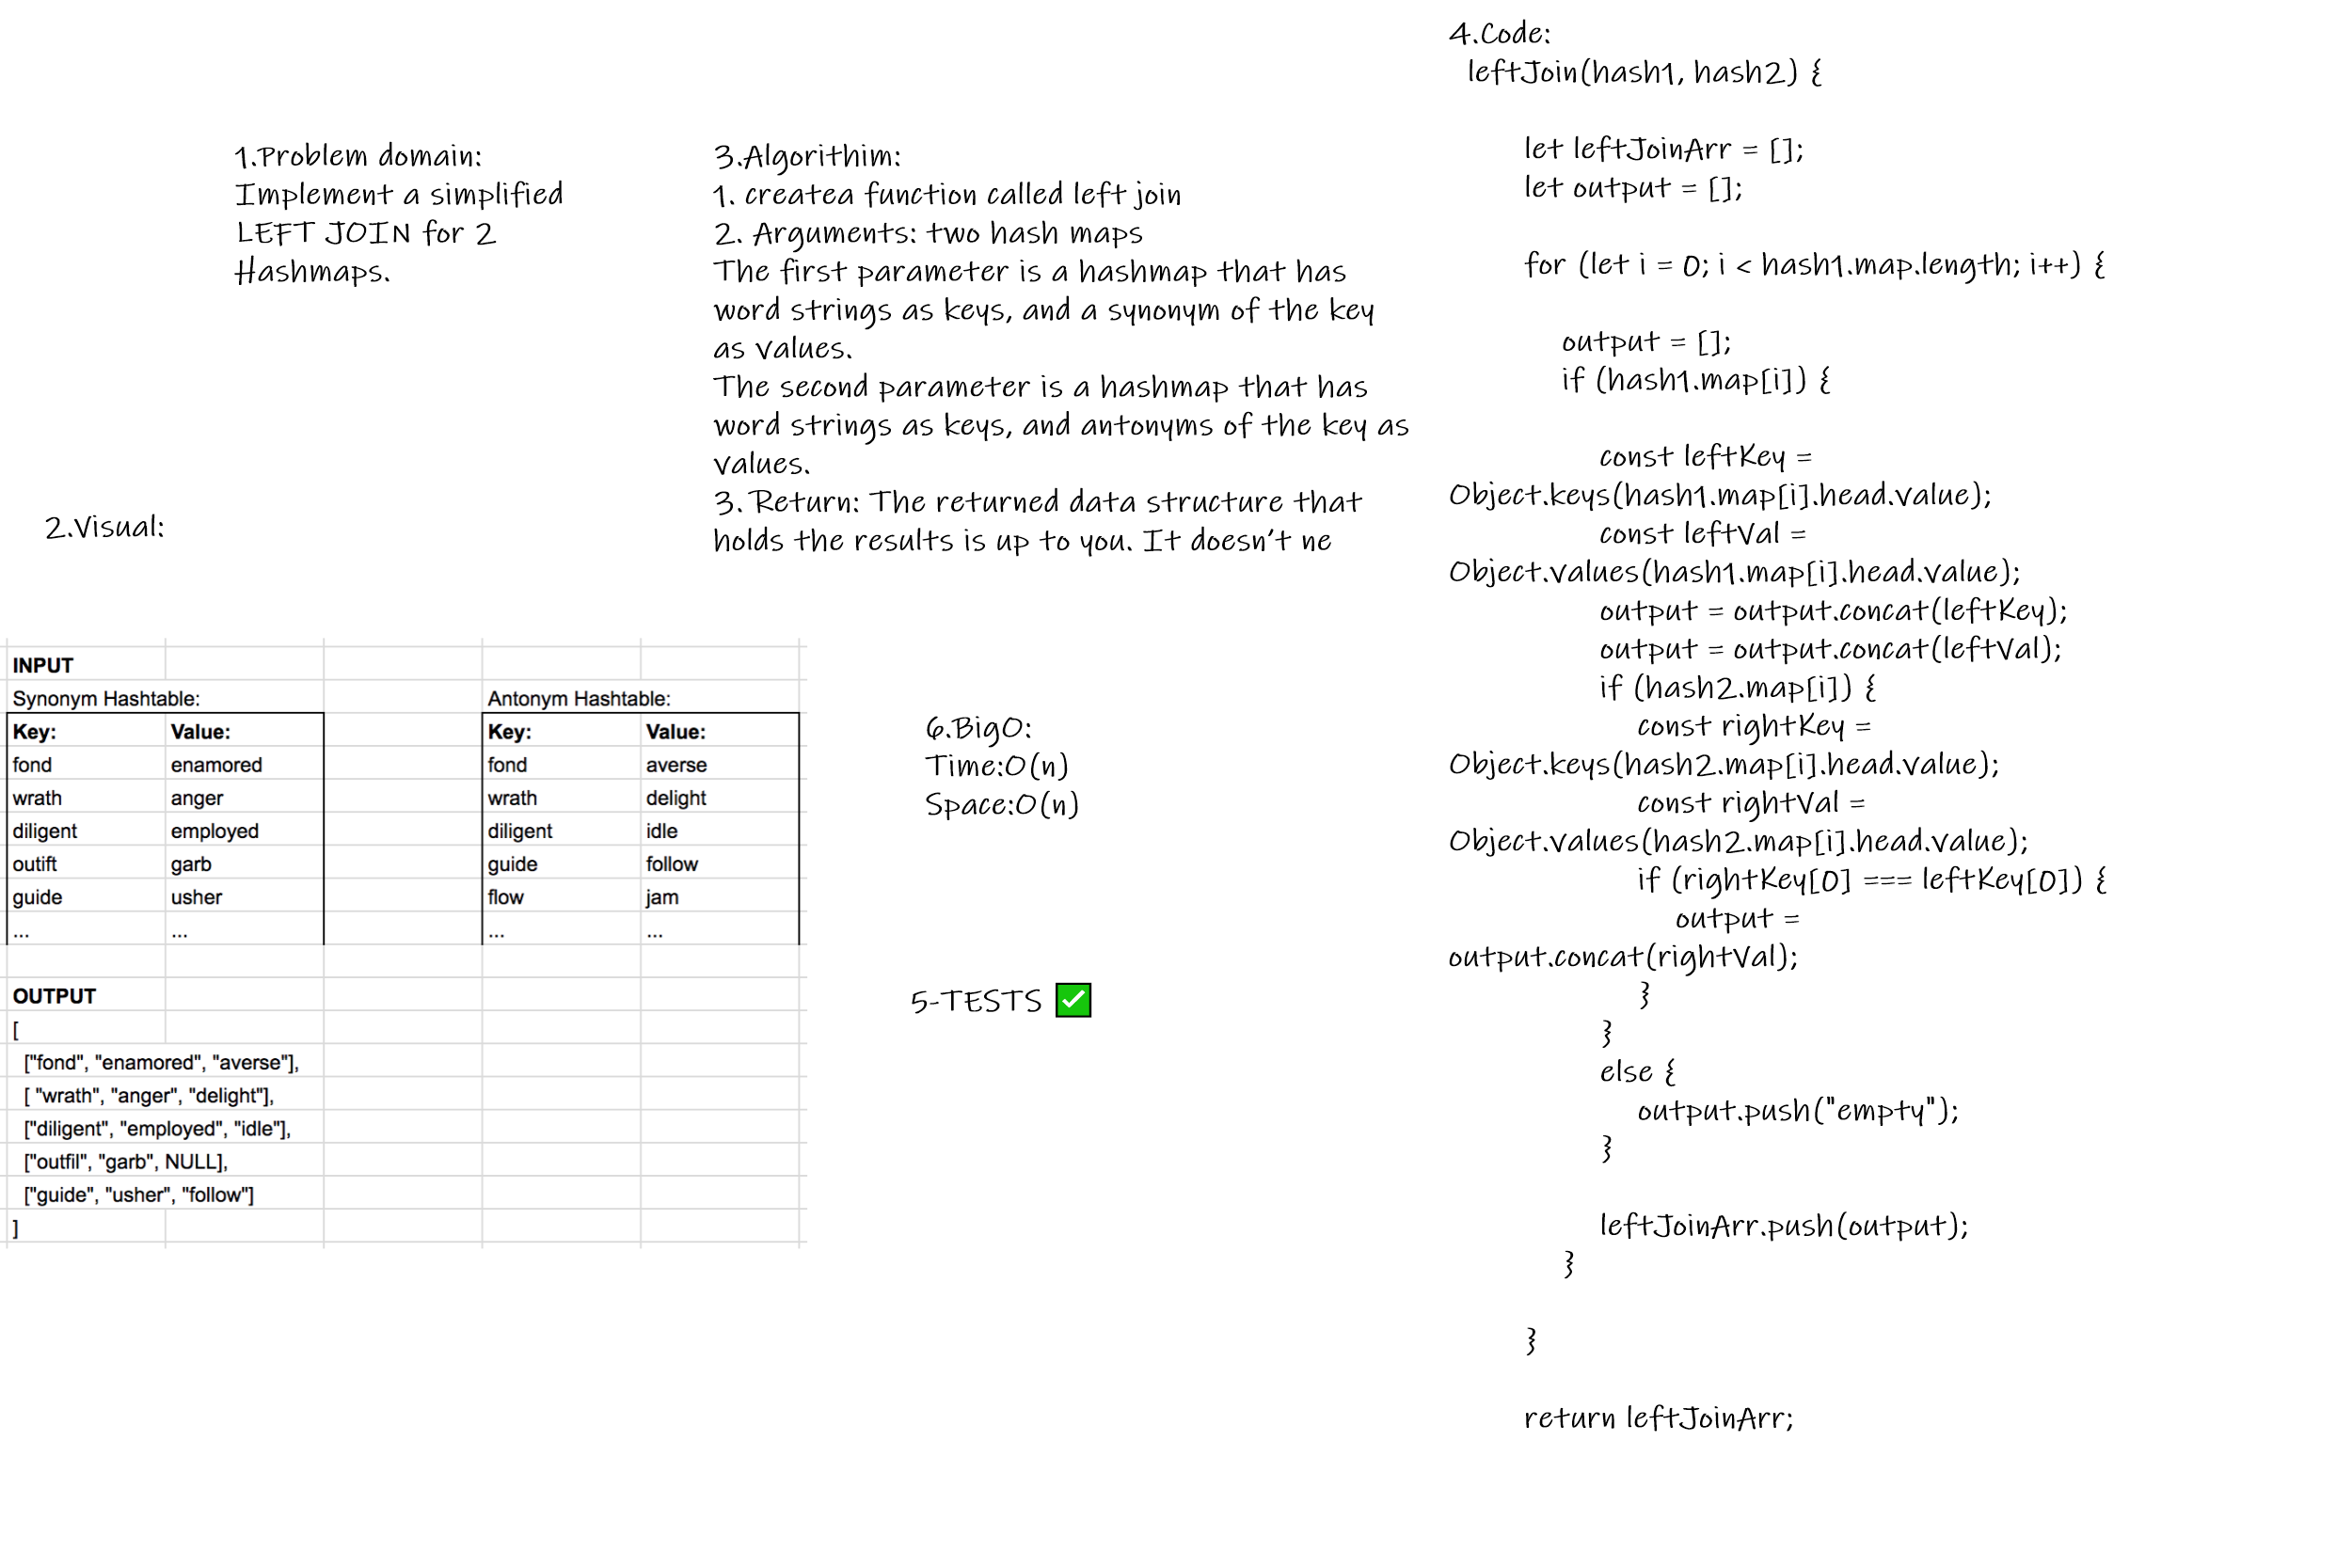 1.Problem domain:
Implement a simplified
LEFT JOIN for 2
Hashmaps.
2.Visual:
INPUT
Synonym Hashtable: Antonym Hashtable:
Key: Value: Key: Value:
fond enamored fond averse
wrath anger wrath delight
diligent employed diligent idle
outift garb guide follow
guide usher flow jam
... ... ... ...
OUTPUT
[
["fond", "enamored", "averse"],
[ "wrath", "anger", "delight"],
["diligent", "employed", "idle"],
["outfil", "garb", NULL],
["guide", "usher", "follow"]
]
3.Algorithim:
1. createa function called left join
2. Arguments: two hash maps
The first parameter is a hashmap that has
word strings as keys, and a synonym of the key
as values.
The second parameter is a hashmap that has
word strings as keys, and antonyms of the key as
values.
3. Return: The returned data structure that
holds the results is up to you. It doesn't ne
6.BigO:
Time:O(n)
Space:O(n)
5-TESTS ✅
4.Code:
leftJoin(hash1, hash2) {
let leftJoinArr = [];
let output = [];
for (let i = 0; i < hash1.map.length; i++) {
output = [];
if (hash1.map[i]) {
const leftKey =
Object.keys(hash1.map[i].head.value);
const leftVal =
Object.values(hash1.map[i].head.value);
output = output.concat(leftKey);
output = output.concat(leftVal);
if (hash2.map[i]) {
const rightKey =
Object.keys(hash2.map[i].head.value);
const rightVal =
Object.values(hash2.map[i].head.value);
if (rightKey[0] === leftKey[0]) {
output =
output.concat(rightVal);
}
}
else {
output.push("empty");
}
leftJoinArr.push(output);
}
}
return leftJoinArr;